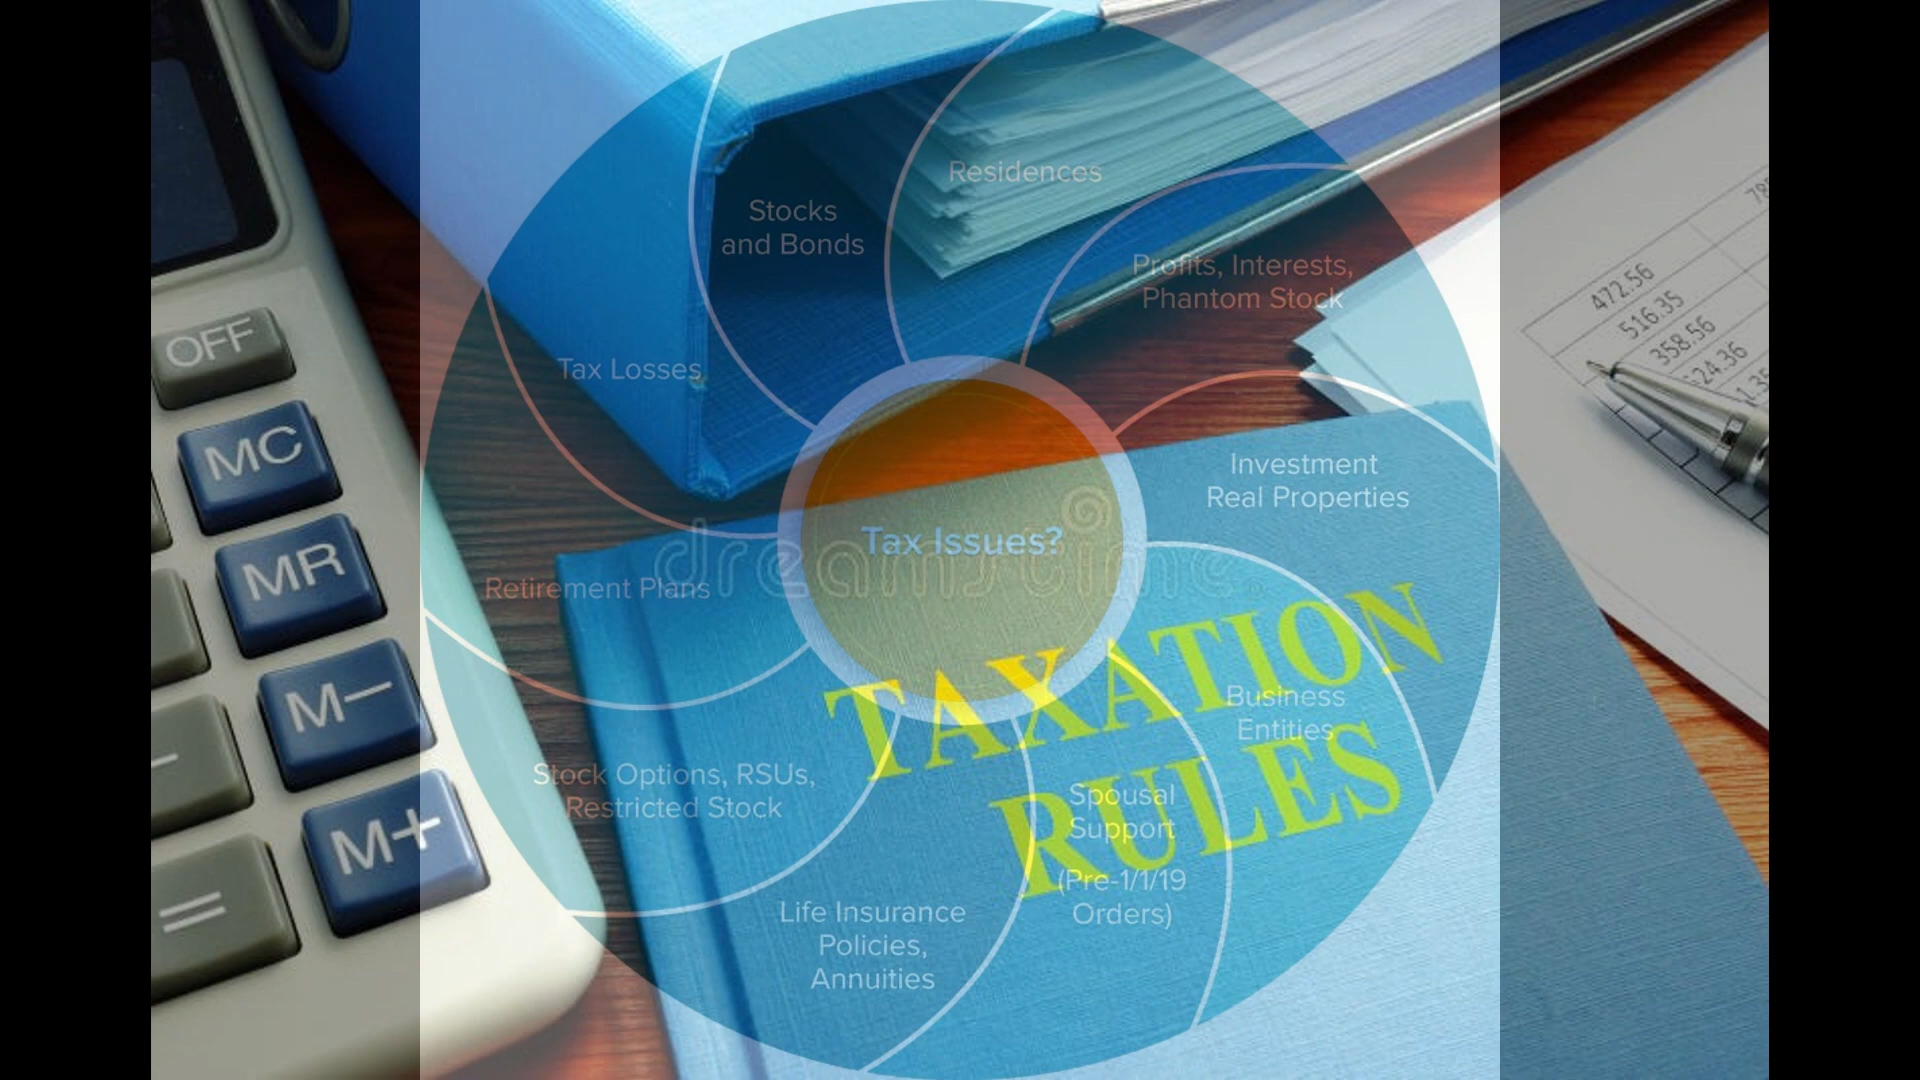 Residences
Stocks
and Bonds
Profits, Interests,
Phantom Stock
Tax Losses
Investment
Real Properties
Tax Issues?
dreamstime
Retirement Plans
Business
Entities
Stock Options, RSUs,
Restricted Stock
Spousal
Support
(Pre-1/1/19
Orders)
Life Insurance
Policies,
Annuities
TAXATION
RULES
OFF
MC
MR
M−
M+
=
472.56
516.35
358.56